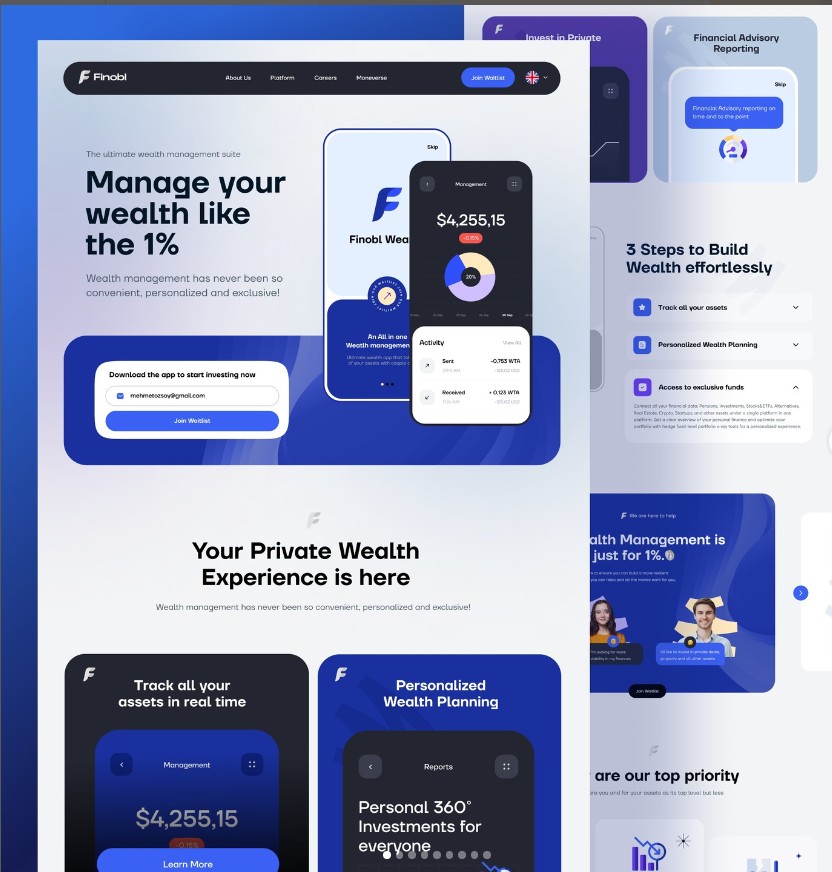 Finobl
About Us
Platform
Careers
Moneverse
Join Waitlist
The ultimate wealth management suite
Manage your
wealth like
the 1%
Wealth management has never been so
convenient, personalized and exclusive!
Download the app to start investing now
mehmetozsoy@gmail.com
Join Waitlist
Skip
Finobl Wea
An All in one
Wealth managemen
Management
$4,255,15
-0.15%
20%
Activity
View All
Sent
-0.753 WTA
Received
+ 0.123 WTA
Your Private Wealth
Experience is here
Wealth management has never been so convenient, personalized and exclusive!
Track all your
assets in real time
Management
$4,255,15
-0.15%
Learn More
Personalized
Wealth Planning
Reports
Personal 360°
Investments for
everyone
Invest in Private
Financial Advisory
Reporting
Skip
Financial Advisory reporting on
time and to the point
3 Steps to Build
Wealth effortlessly
Track all your assets
Personalized Wealth Planning
Access to exclusive funds
We are here to help
alth Management is
just for 1%.
Join Waitlist
are our top priority